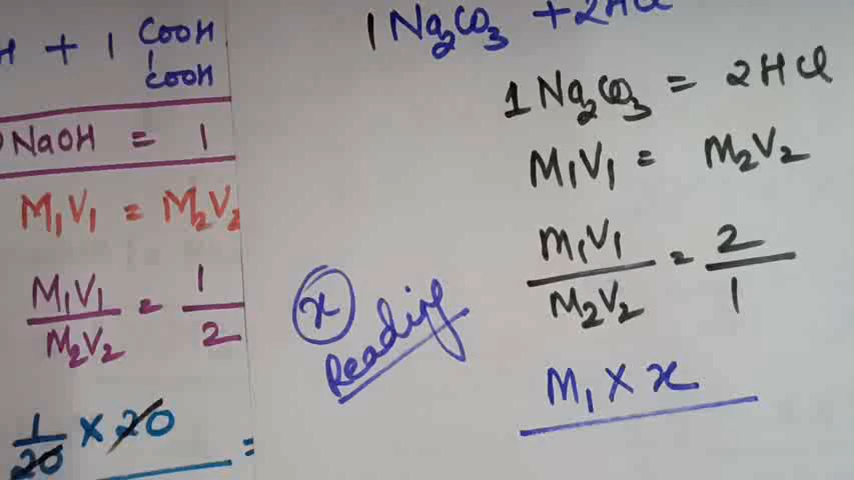 H + 1 COOH
COOH
NaOH = 1
M₁V₁ = M₂V₂
M₁V₁ = 1
M₂V₂ 2
1 × 20
20 =
1 Na₂CO₃ + 2HCl
1 Na₂CO₃ = 2HCl
M₁V₁ = M₂V₂
M₁V₁ = 2
M₂V₂ 1
x
Reading
M₁ × x